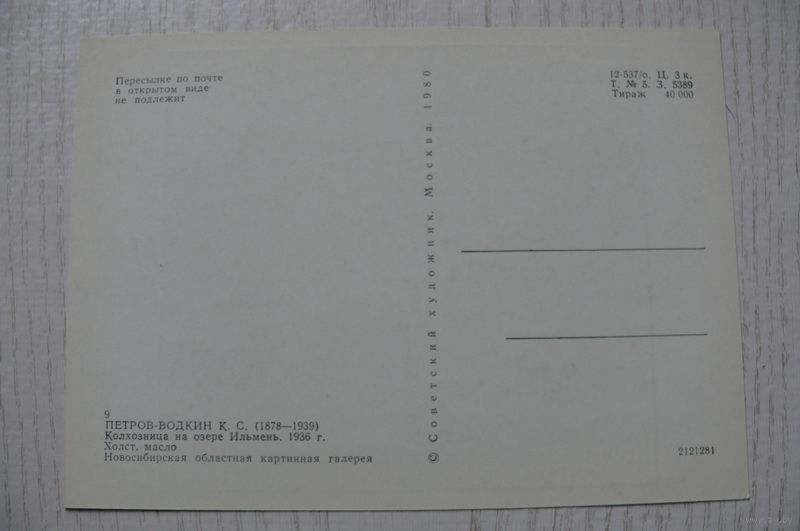 Пересылке по почте
в открытом виде
не подлежит
12-537/о. Ц. 3 к.
Т. № 5. З. 5389
Тираж 40 000
© Советский художник. Москва. 1980
9
ПЕТРОВ-ВОДКИН К. С. (1878—1939)
Колхозница на озере Ильмень. 1936 г.
Холст, масло
Новосибирская областная картинная галерея
2121281